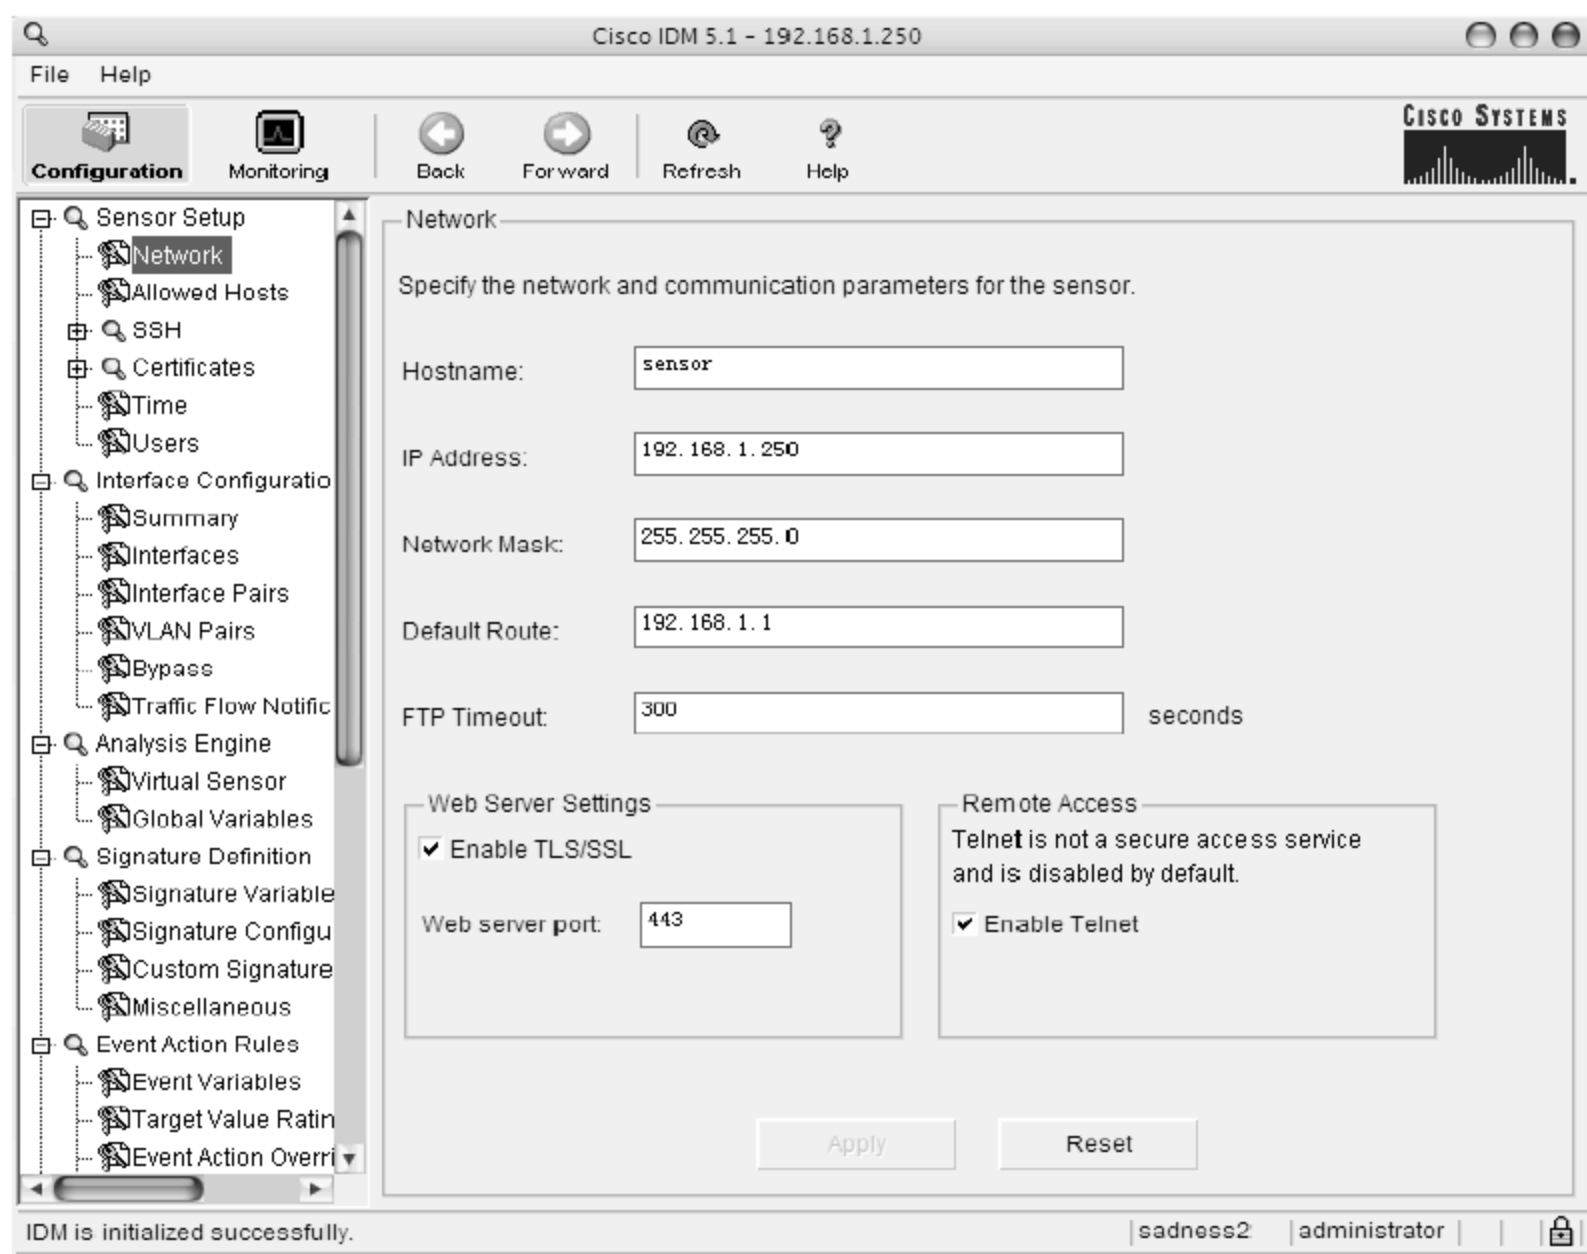 Cisco IDM 5.1 - 192.168.1.250
File Help
Configuration Monitoring Back Forward Refresh Help
CISCO SYSTEMS
Sensor Setup
Network
Allowed Hosts
SSH
Certificates
Time
Users
Interface Configuratio
Summary
Interfaces
Interface Pairs
VLAN Pairs
Bypass
Traffic Flow Notific
Analysis Engine
Virtual Sensor
Global Variables
Signature Definition
Signature Variable
Signature Configu
Custom Signature
Miscellaneous
Event Action Rules
Event Variables
Target Value Ratin
Event Action Overri
Network
Specify the network and communication parameters for the sensor.
Hostname: sensor
IP Address: 192.168.1.250
Network Mask: 255.255.255.0
Default Route: 192.168.1.1
FTP Timeout: 300 seconds
Web Server Settings
Enable TLS/SSL
Web server port: 443
Remote Access
Telnet is not a secure access service
and is disabled by default.
Enable Telnet
Apply Reset
IDM is initialized successfully. sadness2 administrator